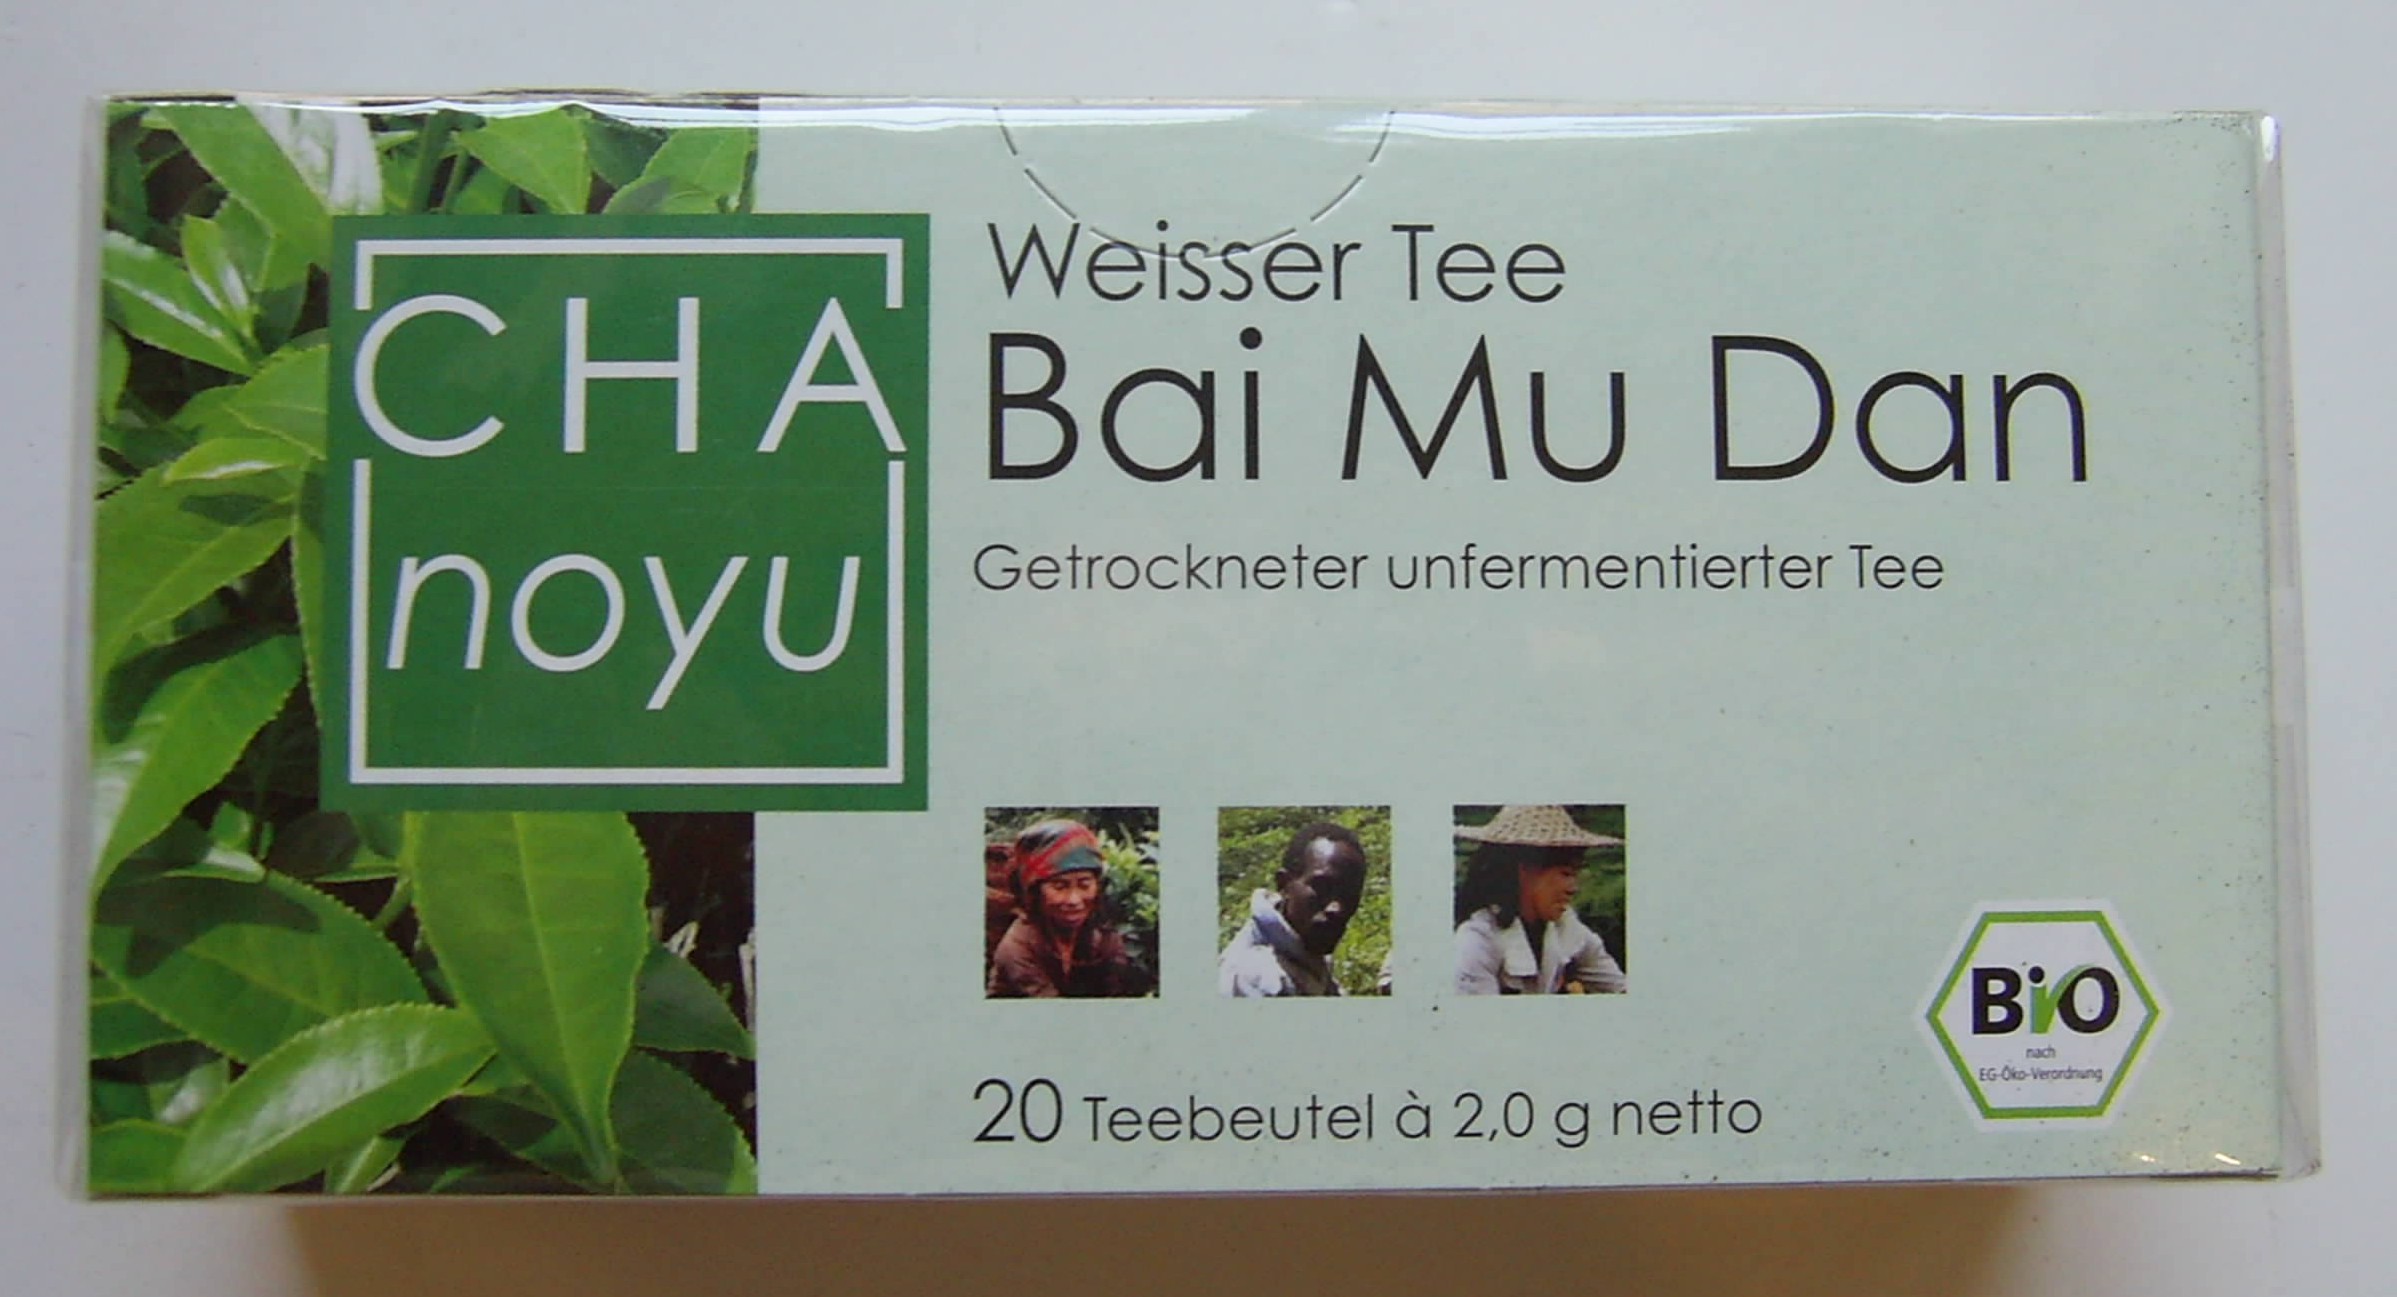 CHA
noyu
Weisser Tee
Bai Mu Dan
Getrockneter unfermentierter Tee
20 Teebeutel à 2,0 g netto
BiO
nach
EG-Öko-Verordnung